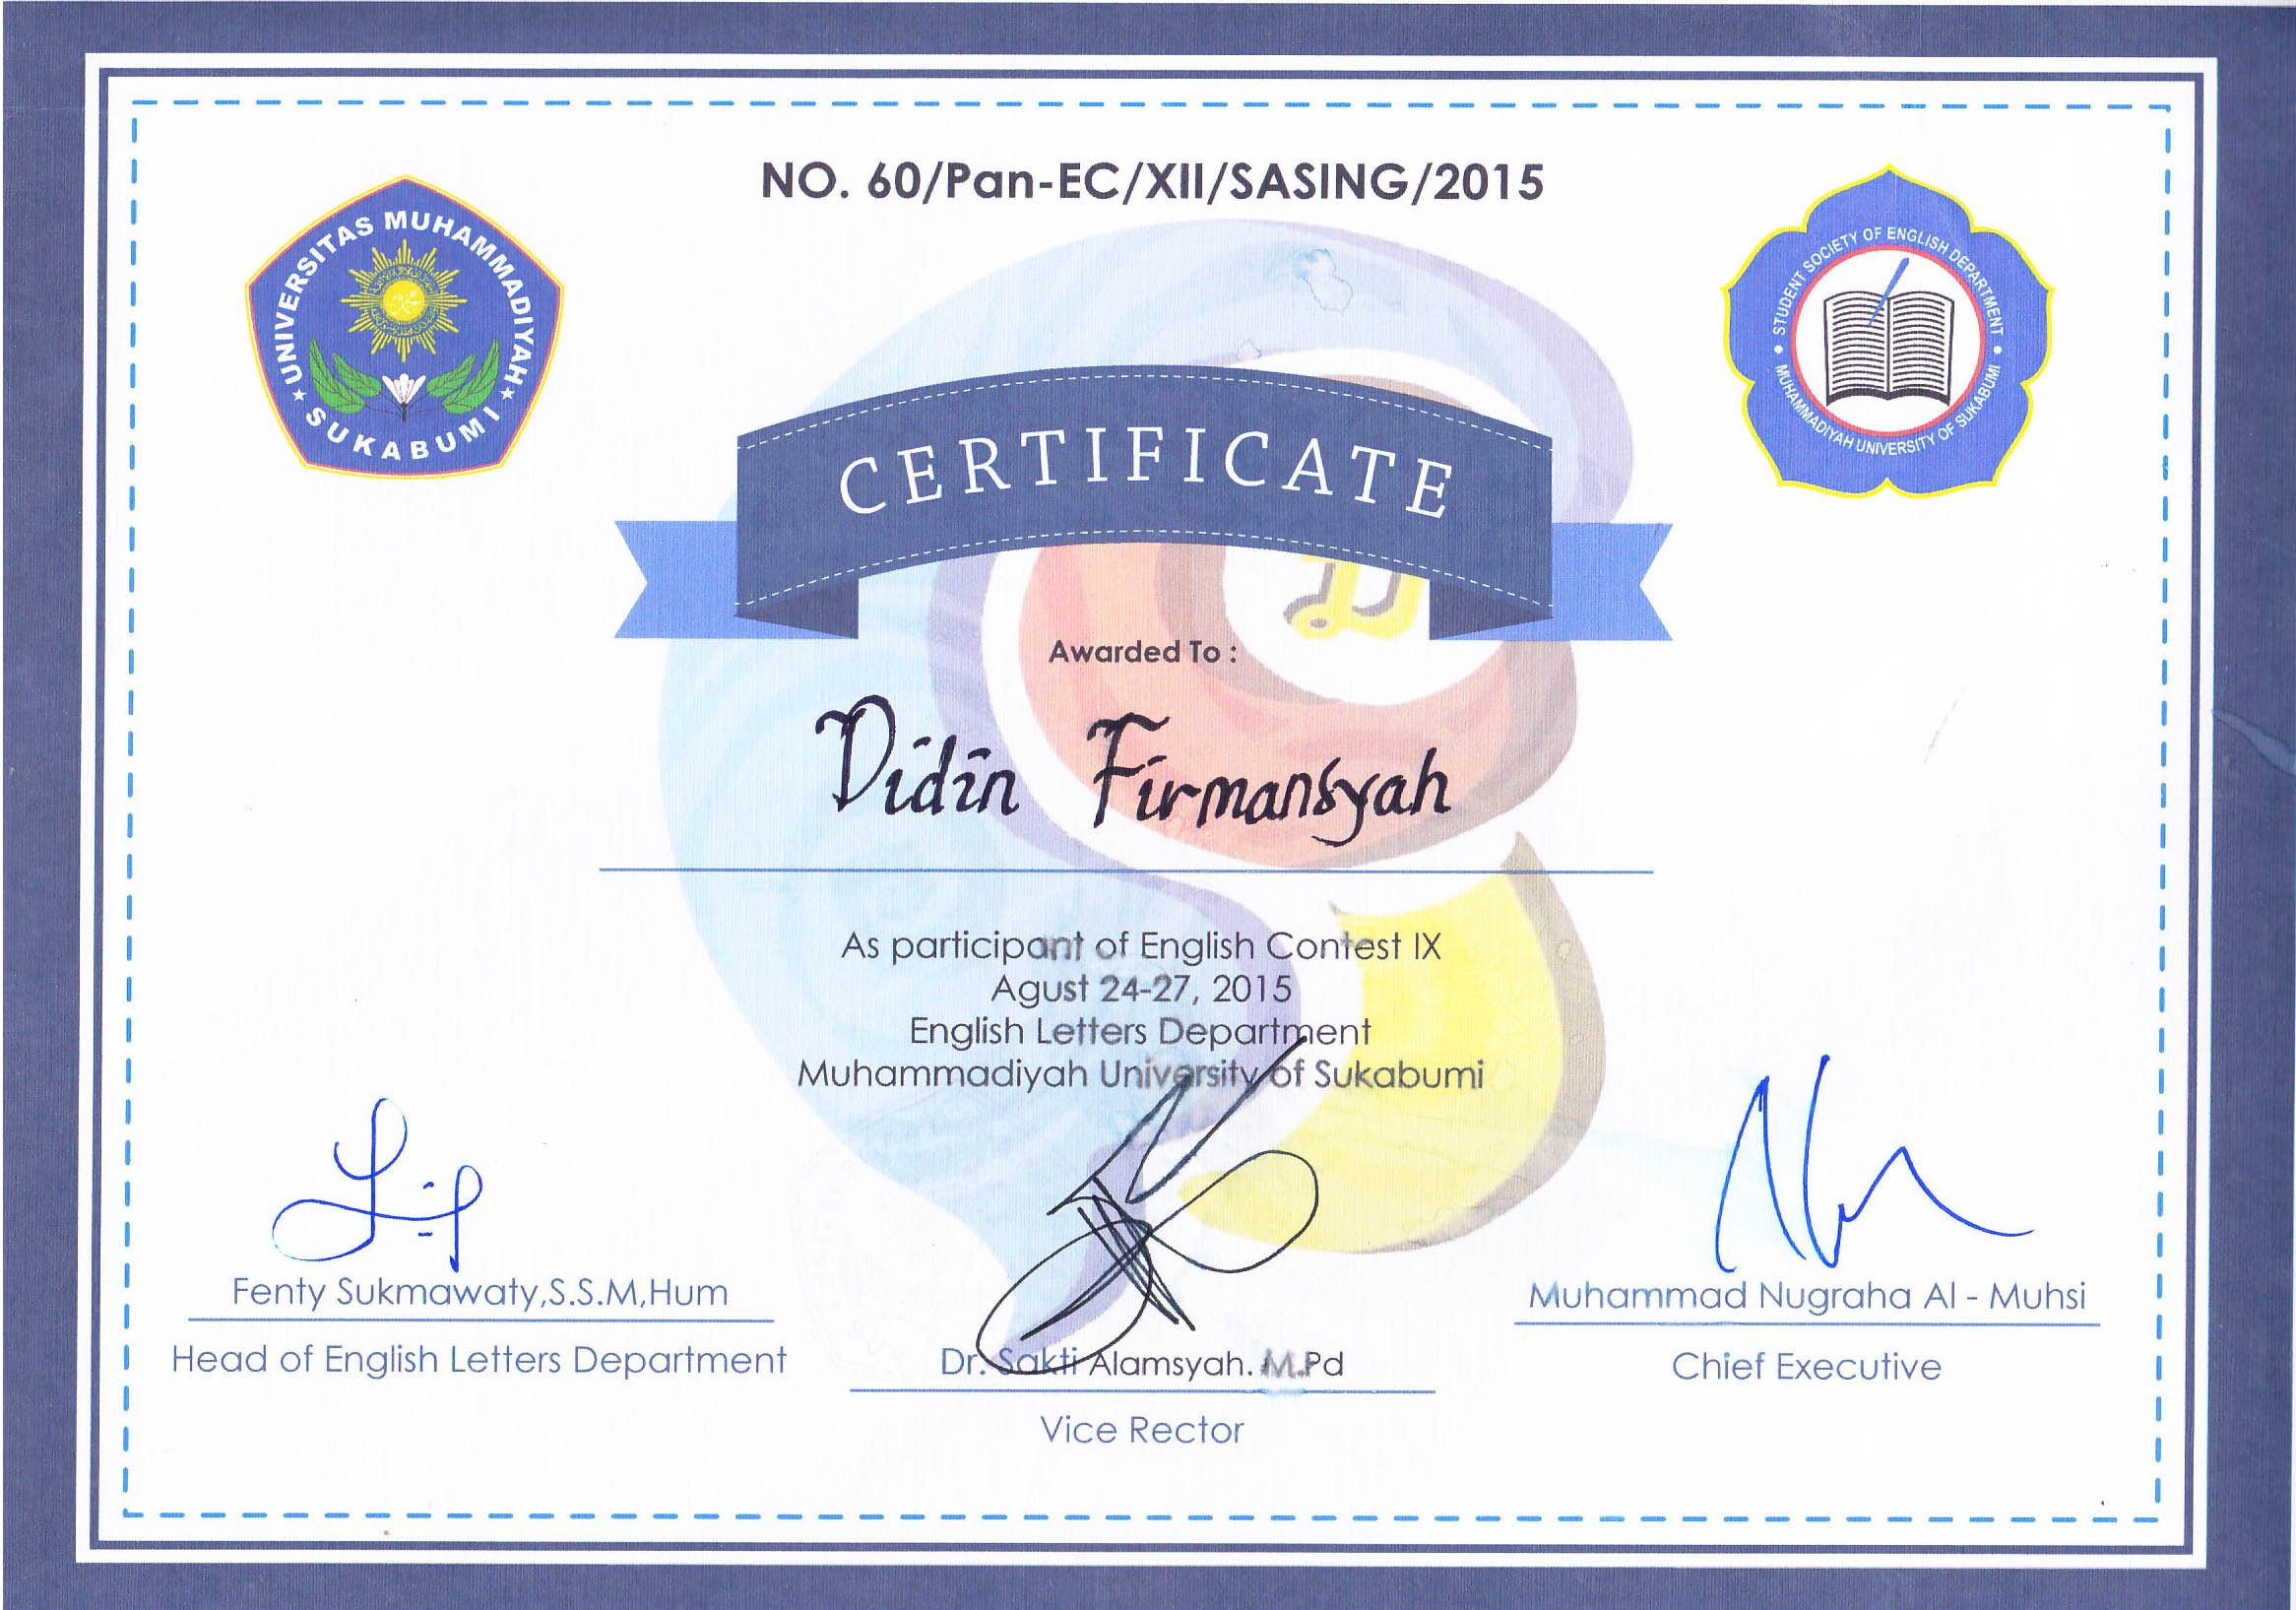 NO. 60/Pan-EC/XII/SASING/2015
UNIVERSITAS MUHAMMADIYAH
SUKABUMI
STUDENT SOCIETY OF ENGLISH DEPARTMENT
MUHAMMADIYAH UNIVERSITY OF SUKABUMI
CERTIFICATE
Awarded To :
Didin Firmansyah
As participant of English Contest IX
Agust 24-27, 2015
English Letters Department
Muhammadiyah University of Sukabumi
Fenty Sukmawaty,S.S.M,Hum
Head of English Letters Department
Dr. Sakti Alamsyah. M.Pd
Vice Rector
Muhammad Nugraha Al - Muhsi
Chief Executive